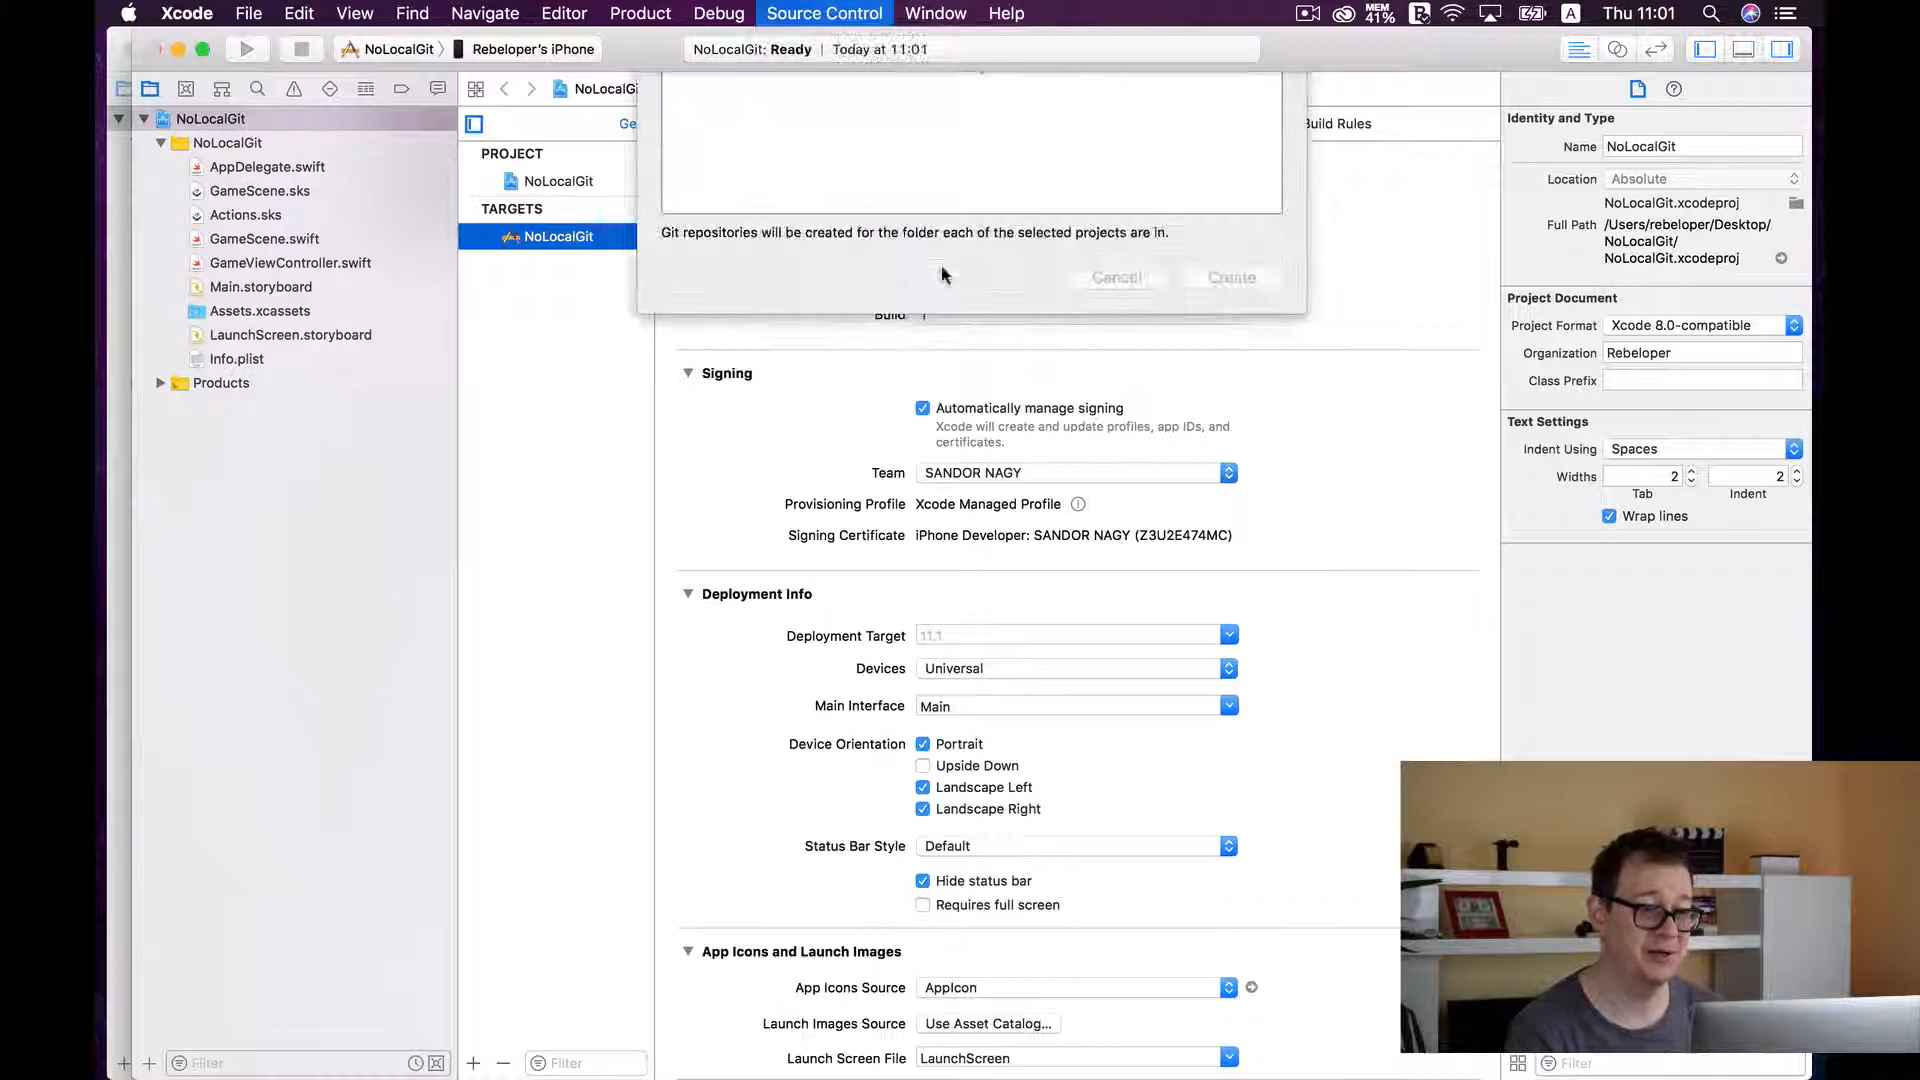 Xcode File Edit View Find Navigate Editor Product Debug Source Control Window Help
MEM 41% A Thu 11:01
NoLocalGit Rebeloper's iPhone
NoLocalGit: Ready | Today at 11:01
NoLocalGit
NoLocalGit
AppDelegate.swift
GameScene.sks
Actions.sks
GameScene.swift
GameViewController.swift
Main.storyboard
Assets.xcassets
LaunchScreen.storyboard
Info.plist
Products
Filter
PROJECT
NoLocalGit
TARGETS
NoLocalGit
Filter
Build Rules
Git repositories will be created for the folder each of the selected projects are in.
Cancel Create
Build
Signing
Automatically manage signing
Xcode will create and update profiles, app IDs, and
certificates.
Team SANDOR NAGY
Provisioning Profile Xcode Managed Profile
Signing Certificate iPhone Developer: SANDOR NAGY (Z3U2E474MC)
Deployment Info
Deployment Target 11.1
Devices Universal
Main Interface Main
Device Orientation Portrait
Upside Down
Landscape Left
Landscape Right
Status Bar Style Default
Hide status bar
Requires full screen
App Icons and Launch Images
App Icons Source AppIcon
Launch Images Source Use Asset Catalog...
Launch Screen File LaunchScreen
Identity and Type
Name NoLocalGit
Location Absolute
NoLocalGit.xcodeproj
Full Path /Users/rebeloper/Desktop/
NoLocalGit/
NoLocalGit.xcodeproj
Project Document
Project Format Xcode 8.0-compatible
Organization Rebeloper
Class Prefix
Text Settings
Indent Using Spaces
Widths 2 2
Tab Indent
Wrap lines
Filter